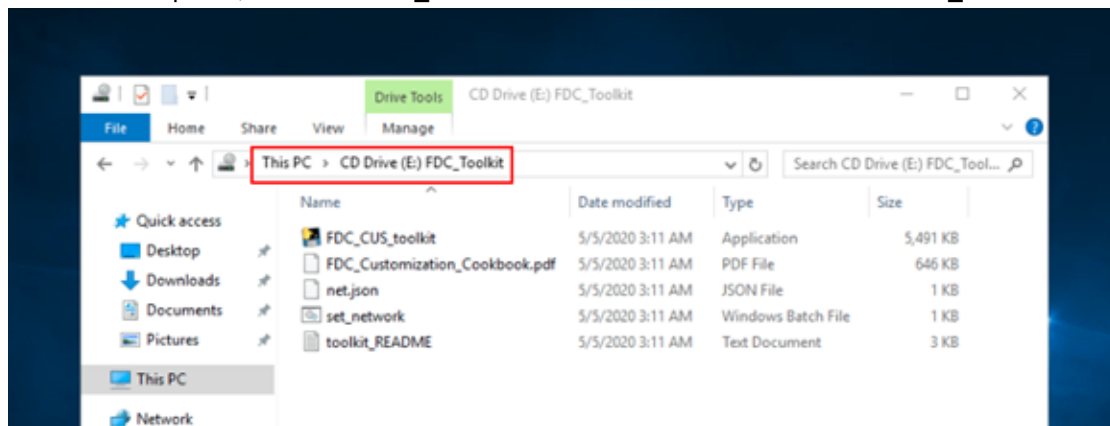 Drive Tools CD Drive (E:) FDC_Toolkit
File Home Share View Manage
This PC › CD Drive (E:) FDC_Toolkit Search CD Drive (E:) FDC_Tool...
Name Date modified Type Size
Quick access
Desktop FDC_CUS_toolkit 5/5/2020 3:11 AM Application 5,491 KB
FDC_Customization_Cookbook.pdf 5/5/2020 3:11 AM PDF File 646 KB
Downloads net.json 5/5/2020 3:11 AM JSON File 1 KB
Documents set_network 5/5/2020 3:11 AM Windows Batch File 1 KB
Pictures toolkit_README 5/5/2020 3:11 AM Text Document 3 KB
This PC
Network